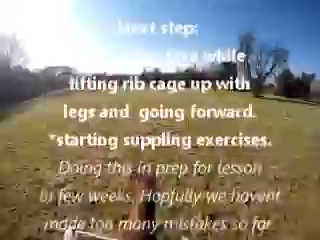 Next step:
while
lifting rib cage up with
legs and going forward.
*starting suppling exercises.
Doing this in prep for lesson
in few weeks. Hopfully we havent
made too many mistakes so far